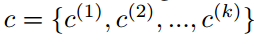 c = {c^{(1)}, c^{(2)}, ..., c^{(k)}}